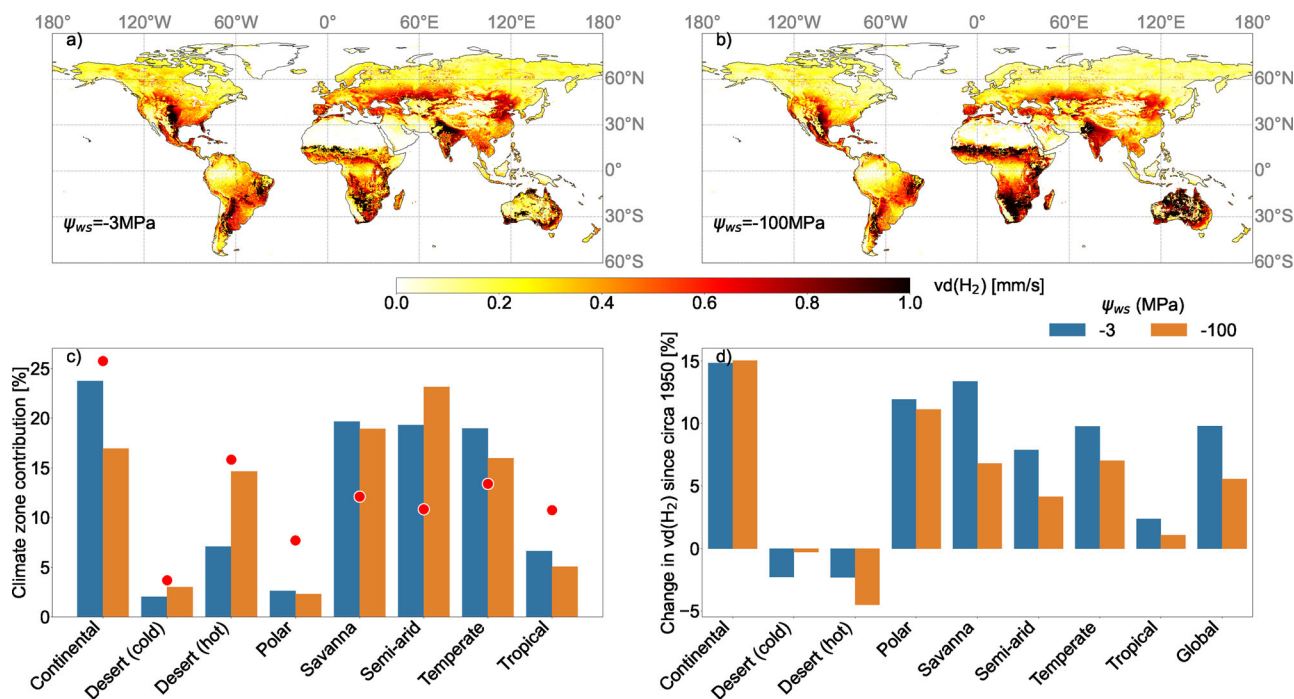 180° 120°W 60°W 0° 60°E 120°E 180°
180° 120°W 60°W 0° 60°E 120°E 180°
a)
b)
60°N
60°N
30°N
30°N
0°
0°
30°S
30°S
60°S
60°S
ψws=-3MPa
ψws=-100MPa
vd(H₂) [mm/s]
0.0 0.2 0.4 0.6 0.8 1.0
ψws (MPa)
-3 -100
c)
Climate zone contribution [%]
25
20
15
10
5
0
Continental
Desert (cold)
Desert (hot)
Polar
Savanna
Semi-arid
Temperate
Tropical
d)
Change in vd(H₂) since circa 1950 [%]
15
10
5
0
−5
Continental
Desert (cold)
Desert (hot)
Polar
Savanna
Semi-arid
Temperate
Tropical
Global